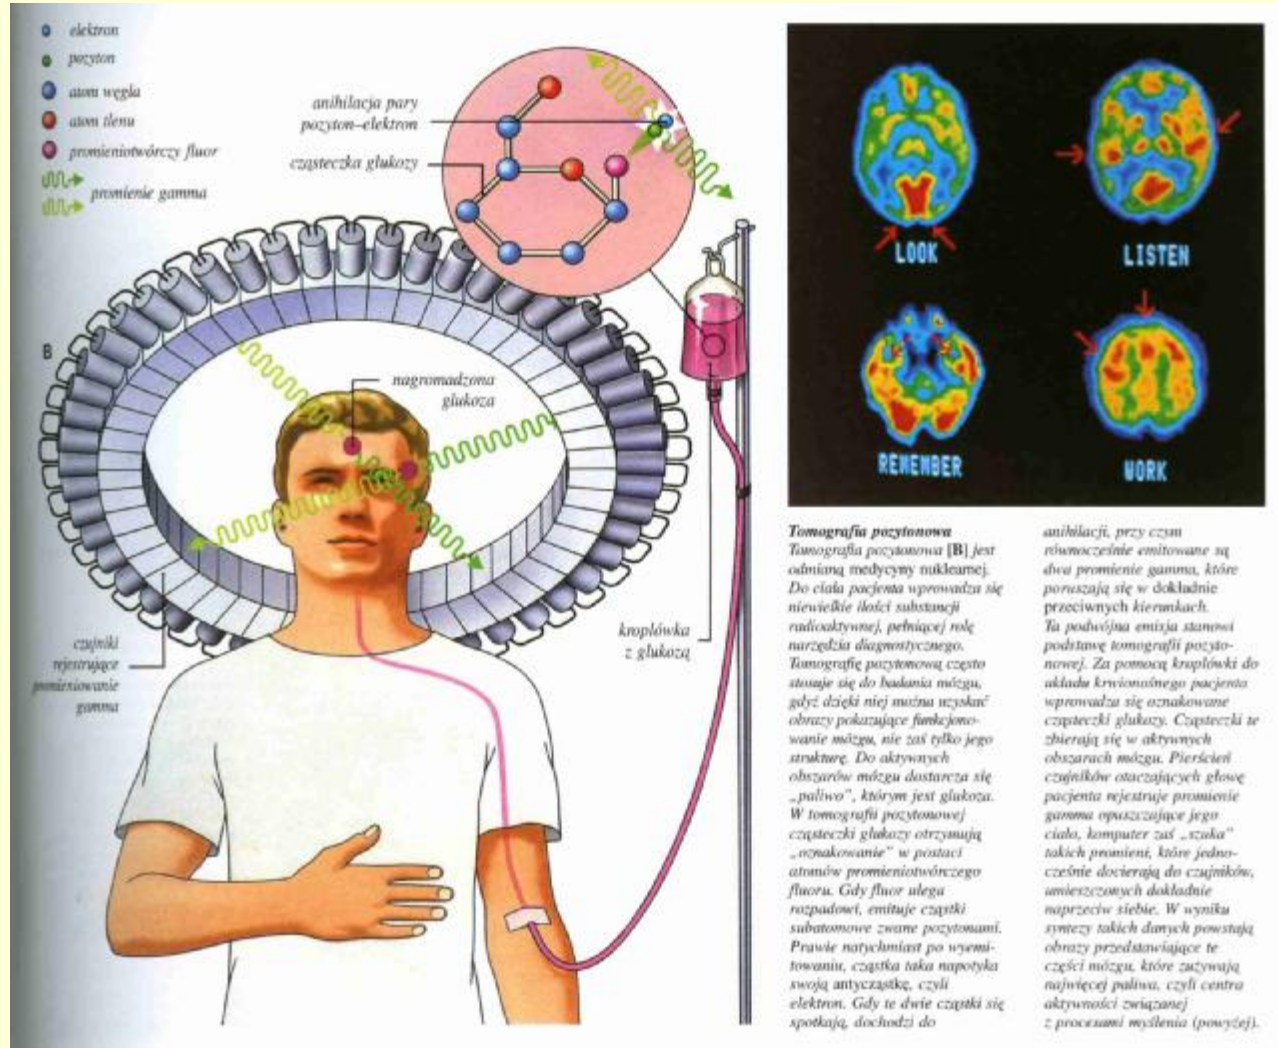 elektron
pozyton
atom węgla
atom tlenu
promieniotwórczy fluor
promienie gamma
anihilacja pary
pozyton–elektron
cząsteczka glukozy
B
nagromadzona
glukoza
czujniki
rejestrujące
promieniowanie
gamma
kroplówka
z glukozą
LOOK
LISTEN
REMEMBER
WORK
Tomografia pozytonowa
Tomografia pozytonowa [B] jest
odmianą medycyny nuklearnej.
Do ciała pacjenta wprowadza się
niewielkie ilości substancji
radioaktywnej, pełniącej rolę
narzędzia diagnostycznego.
Tomografię pozytonową często
stosuje się do badania mózgu,
gdyż dzięki niej można uzyskać
obrazy pokazujące funkcjono-
wanie mózgu, nie zaś tylko jego
strukturę. Do aktywnych
obszarów mózgu dostarcza się
„paliwo”, którym jest glukoza.
W tomografii pozytonowej
cząsteczki glukozy otrzymują
„oznakowanie” w postaci
atomów promieniotwórczego
fluoru. Gdy fluor ulega
rozpadowi, emituje cząstki
subatomowe zwane pozytonami.
Prawie natychmiast po wyemi-
towaniu, cząstka taka napotyka
swoją antycząstkę, czyli
elektron. Gdy te dwie cząstki się
spotkają, dochodzi do
anihilacji, przy czym
równocześnie emitowane są
dwa promienie gamma, które
poruszają się w dokładnie
przeciwnych kierunkach.
Ta podwójna emisja stanowi
podstawę tomografii pozyto-
nowej. Za pomocą kroplówki do
układu krwionośnego pacjenta
wprowadza się oznakowane
cząsteczki glukozy. Cząsteczki te
zbierają się w aktywnych
obszarach mózgu. Pierścień
czujników otaczających głowę
pacjenta rejestruje promienie
gamma opuszczające jego
ciało, komputer zaś „szuka”
takich promieni, które jedno-
cześnie docierają do czujników,
umieszczonych dokładnie
naprzeciw siebie. W wyniku
syntezy takich danych powstają
obrazy przedstawiające te
części mózgu, które zużywają
najwięcej paliwa, czyli centra
aktywności związanej
z procesami myślenia (powyżej).